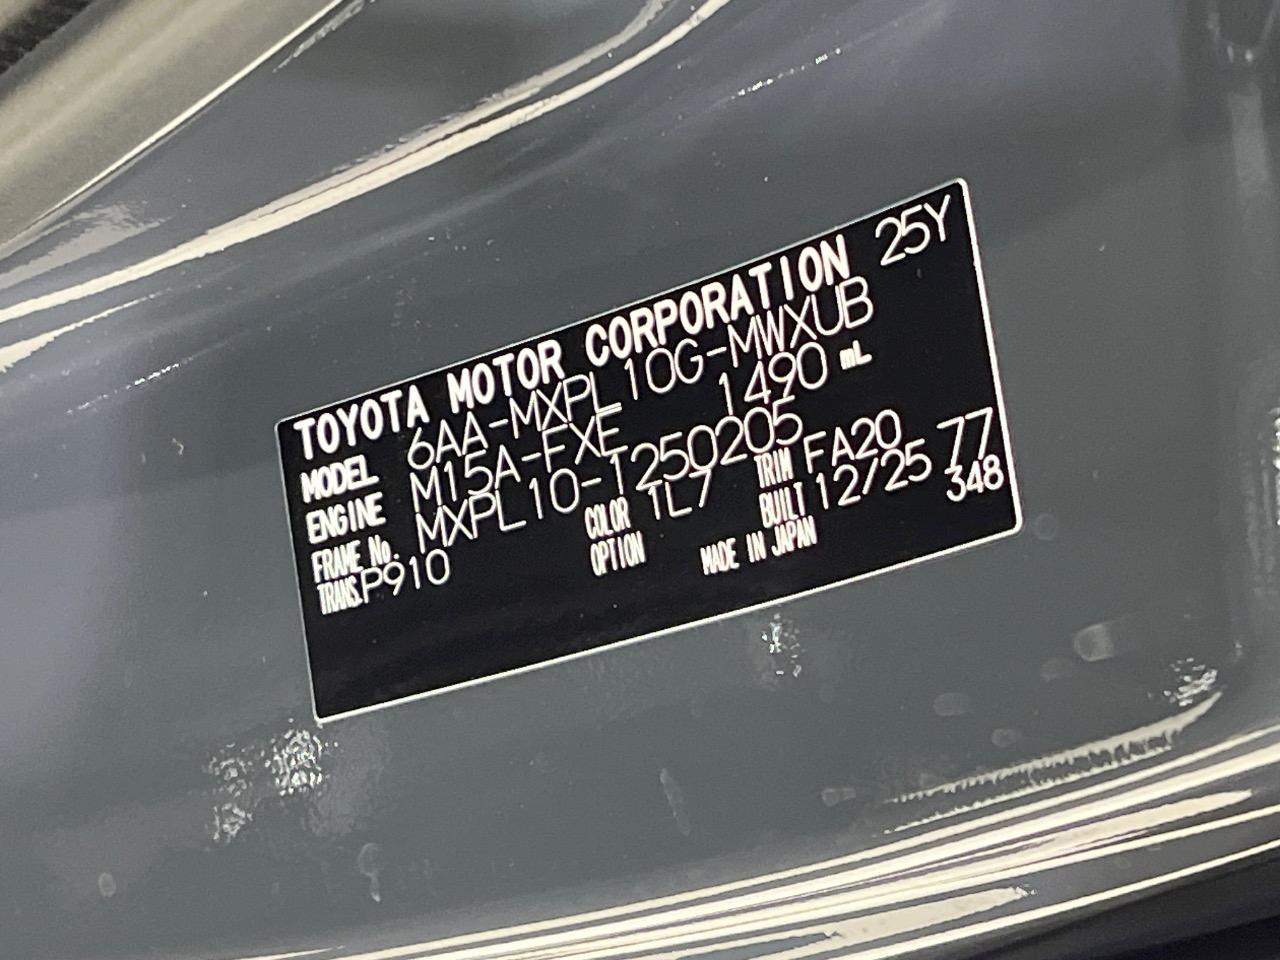 TOYOTA MOTOR CORPORATION 25Y
MODEL 6AA-MXPL10G-MWXUB
ENGINE M15A-FXE 1490 mL
FRAME No. MXPL10-1250205
TRANS. P910 COLOR 1L7 TRIM FA20 77
OPTION BUILT 12/25 348
MADE IN JAPAN